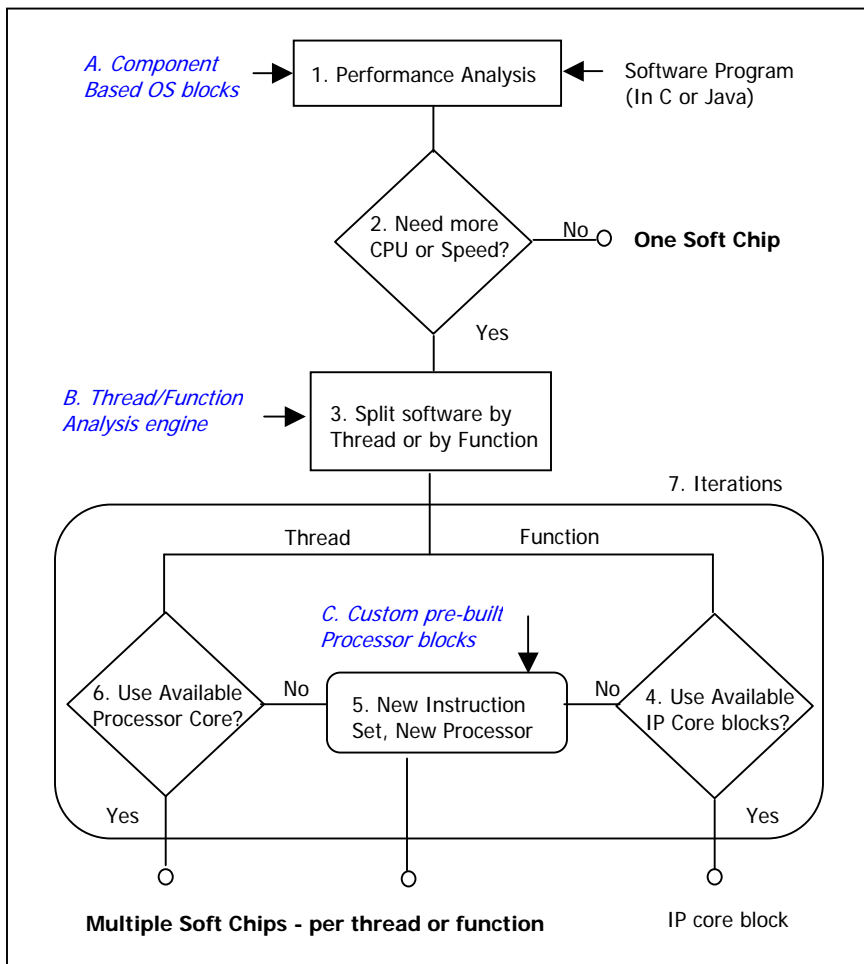 A. Component
Based OS blocks
1. Performance Analysis
Software Program
(In C or Java)
2. Need more
CPU or Speed?
No
One Soft Chip
Yes
B. Thread/Function
Analysis engine
3. Split software by
Thread or by Function
7. Iterations
Thread
Function
C. Custom pre-built
Processor blocks
6. Use Available
Processor Core?
No
5. New Instruction
Set, New Processor
No
4. Use Available
IP Core blocks?
Yes
Yes
Multiple Soft Chips - per thread or function
IP core block